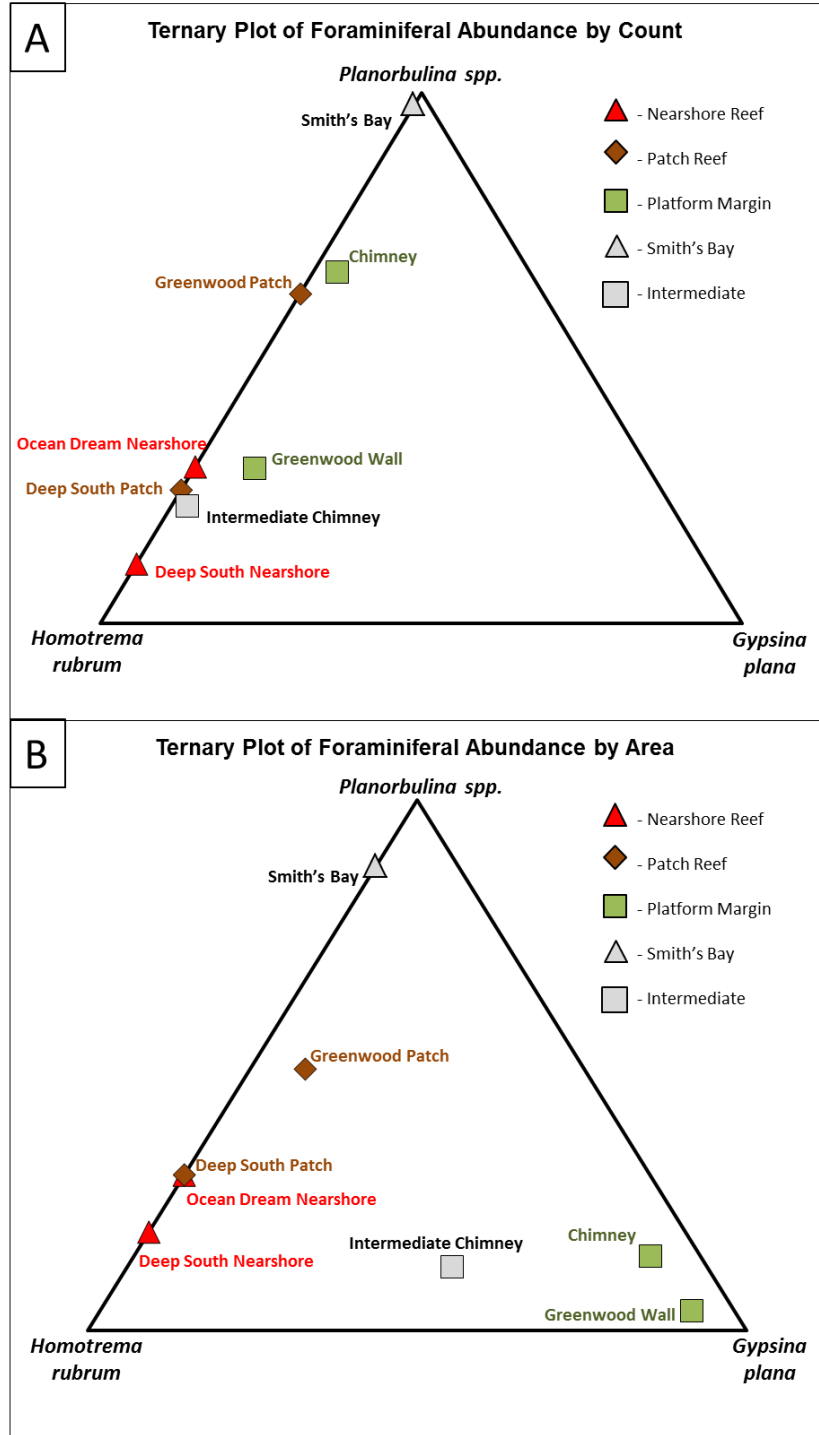 A
Ternary Plot of Foraminiferal Abundance by Count
Planorbulina spp.
Smith's Bay
- Nearshore Reef
- Patch Reef
- Platform Margin
- Smith's Bay
- Intermediate
Chimney
Greenwood Patch
Ocean Dream Nearshore
Greenwood Wall
Deep South Patch
Intermediate Chimney
Deep South Nearshore
Homotrema
rubrum
Gypsina
plana
B
Ternary Plot of Foraminiferal Abundance by Area
Planorbulina spp.
Smith's Bay
- Nearshore Reef
- Patch Reef
- Platform Margin
- Smith's Bay
- Intermediate
Greenwood Patch
Deep South Patch
Ocean Dream Nearshore
Intermediate Chimney
Chimney
Deep South Nearshore
Greenwood Wall
Homotrema
rubrum
Gypsina
plana